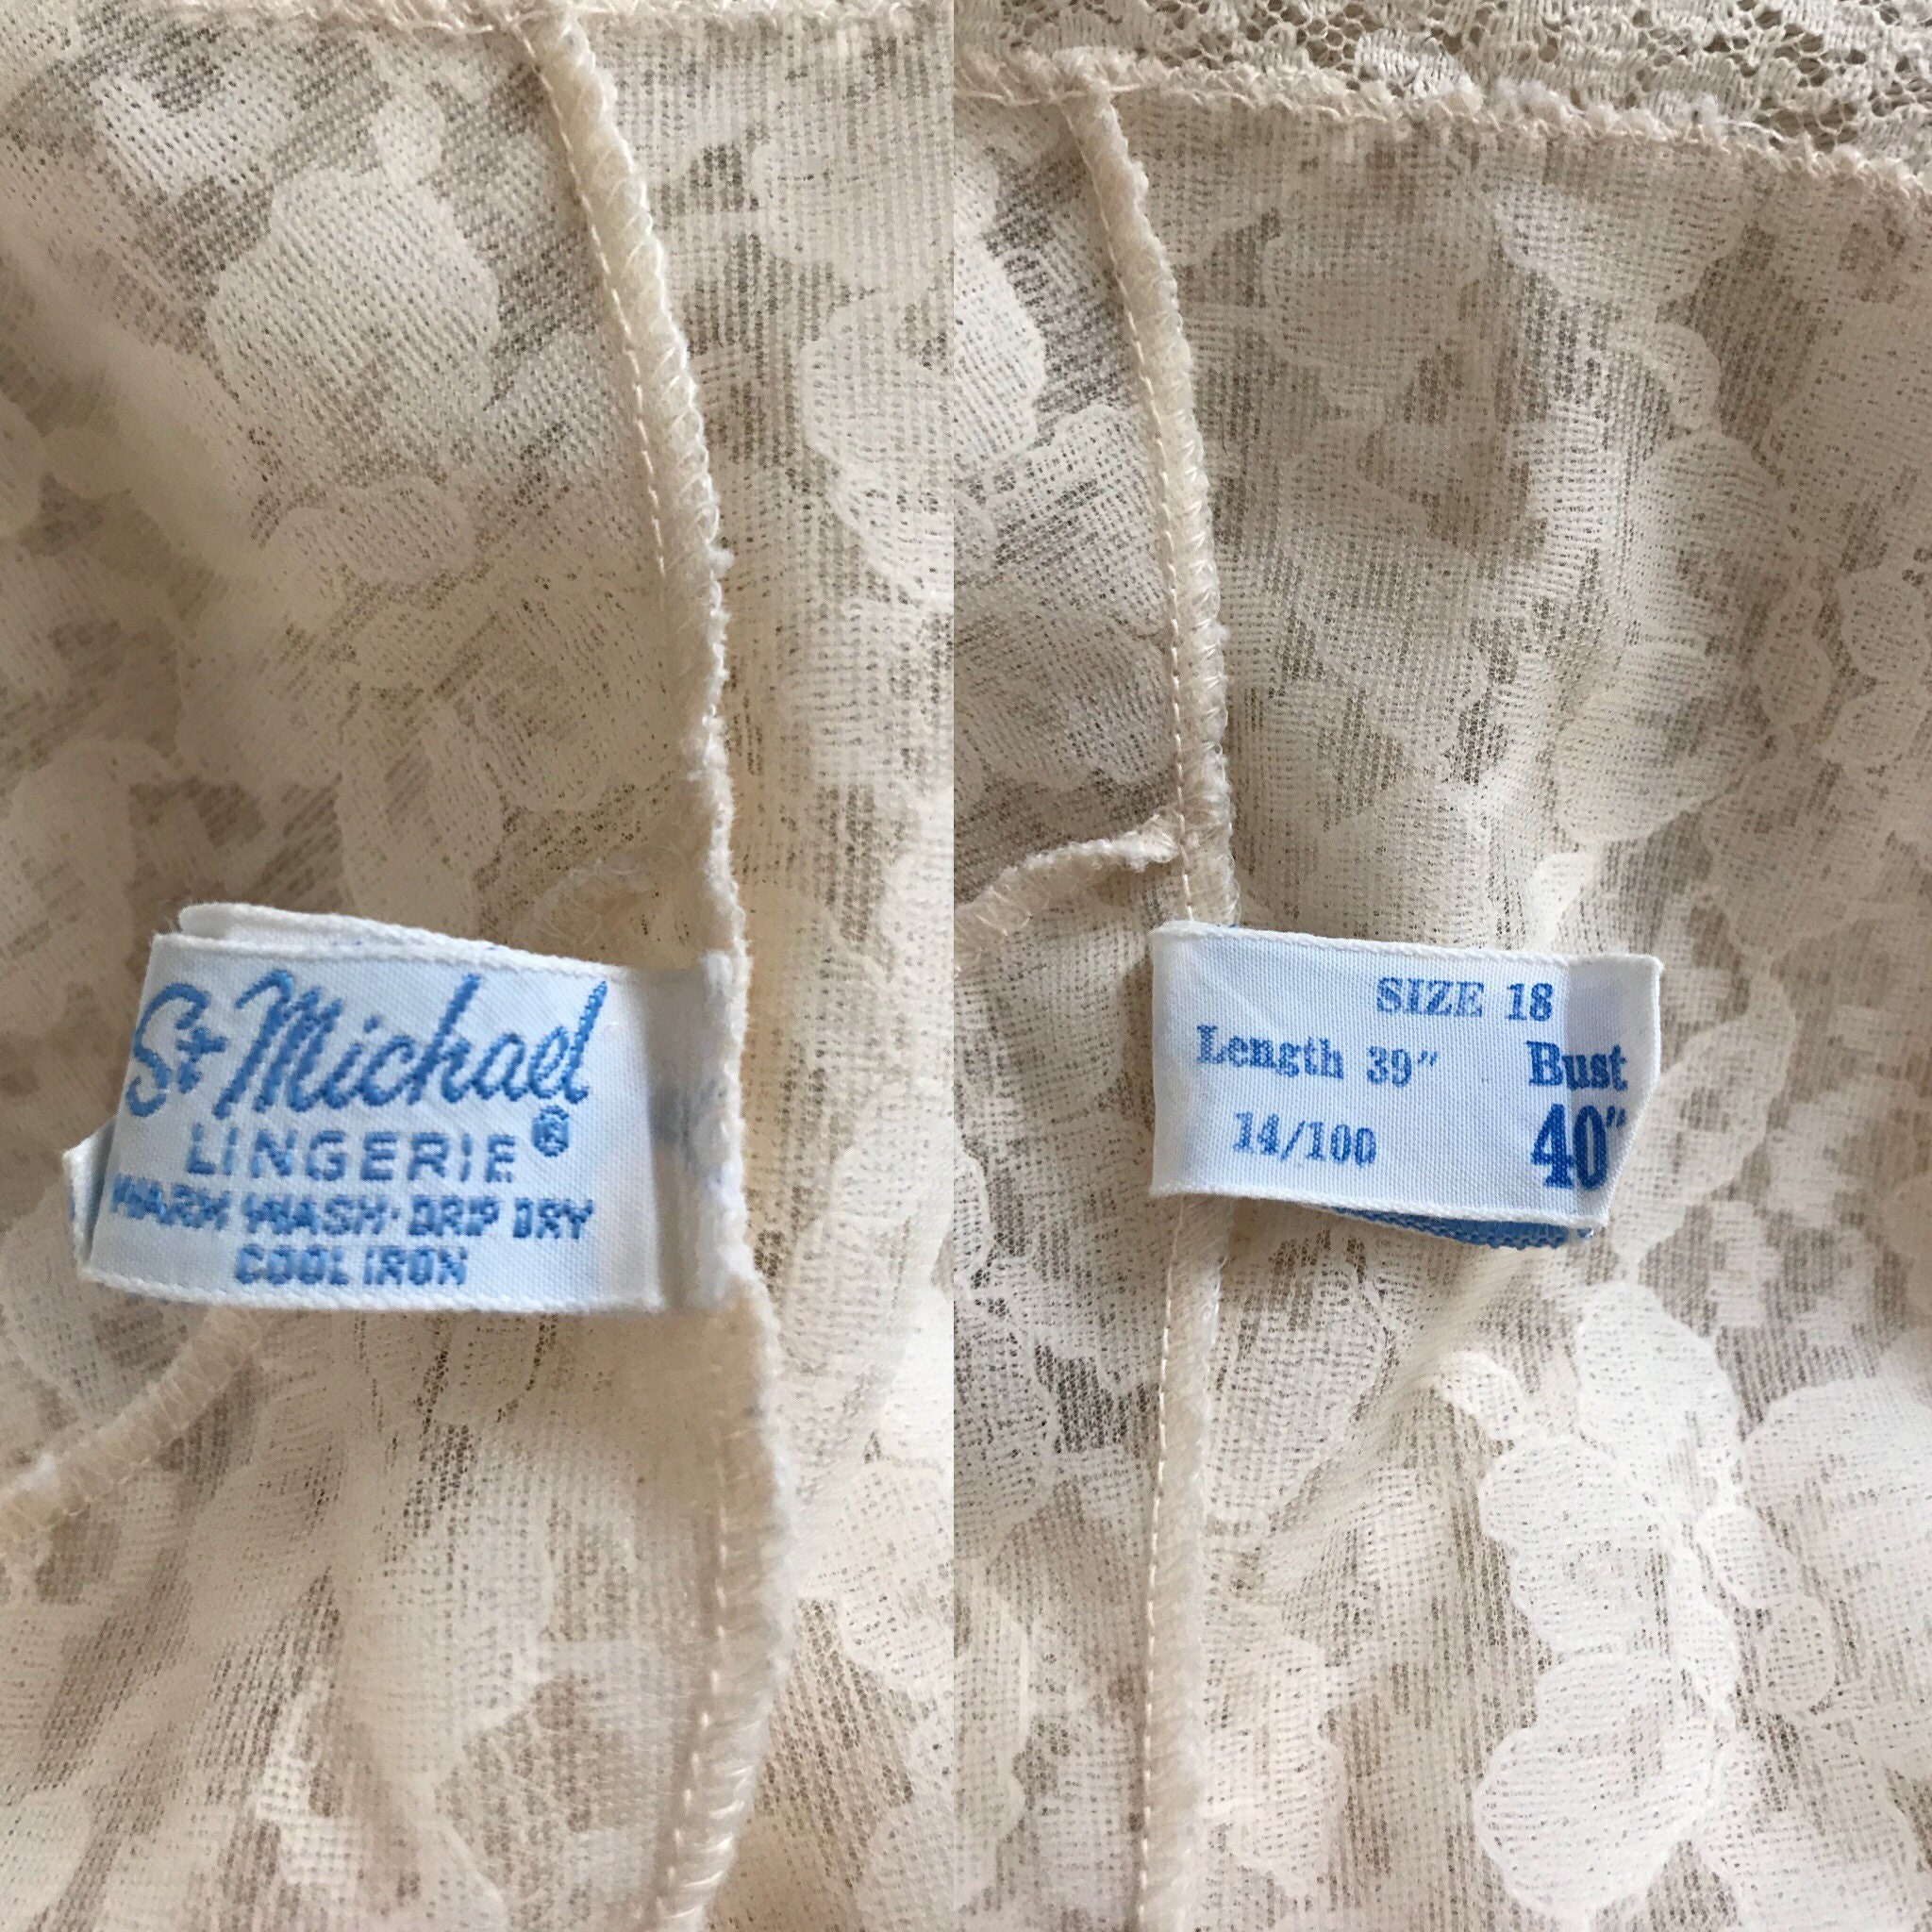 St Michael
LINGERIE ®
WARM WASH · DRIP DRY
COOL IRON
SIZE 18
Length 39" Bust
14/100 40"